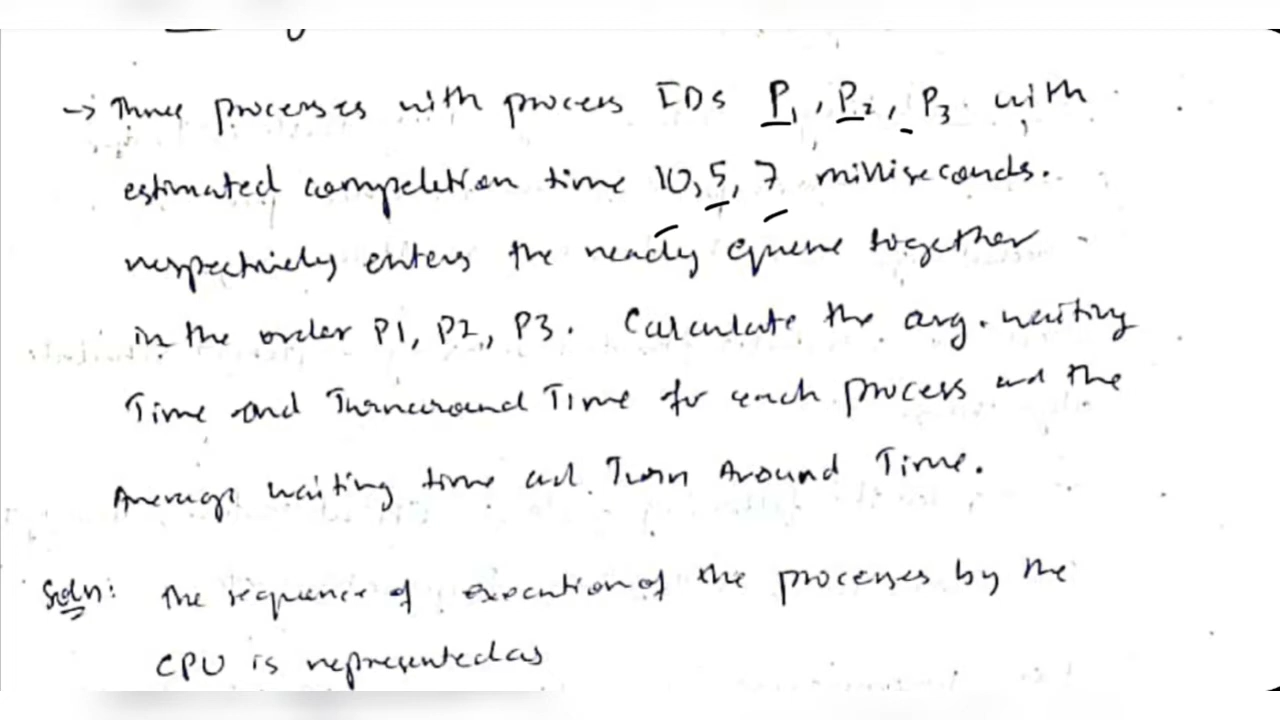 → Three processes with process IDs P1, P2, P3 with
estimated completion time 10, 5, 7 milliseconds.
respectively enters the ready queue together
in the order P1, P2, P3. Calculate the avg. waiting
Time and Turnaround Time for each process and the
Average waiting time and Turn Around Time.
Soln: The sequence of execution of the processes by the
CPU is represented as